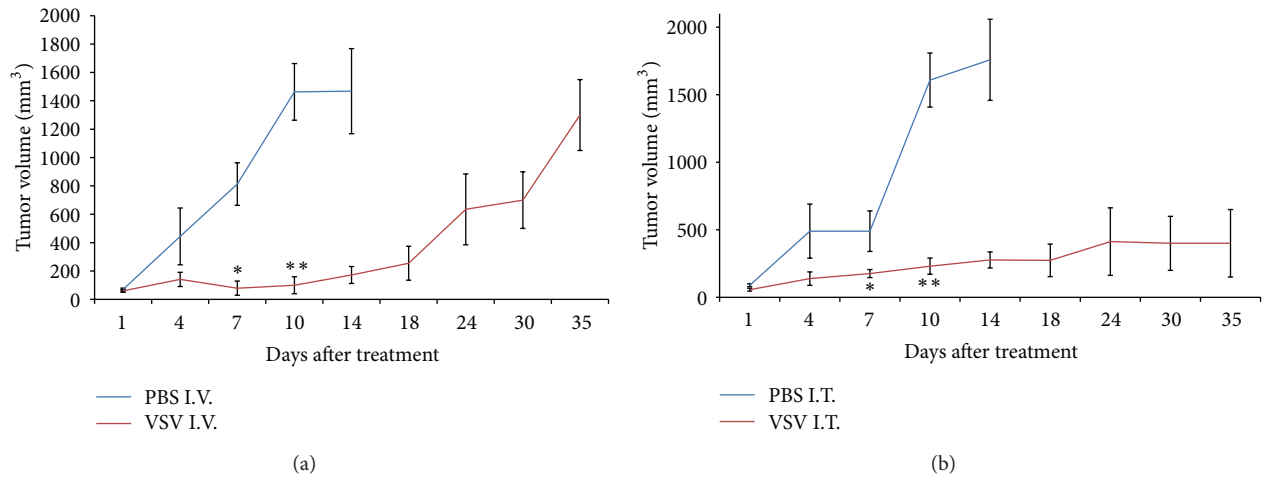 2000
1800
1600
1400
1200
1000
800
600
400
200
0
Tumor volume (mm³)
* **
1 4 7 10 14 18 24 30 35
Days after treatment
PBS I.V.
VSV I.V.
(a)
2000
1500
1000
500
0
Tumor volume (mm³)
* **
1 4 7 10 14 18 24 30 35
Days after treatment
PBS I.T.
VSV I.T.
(b)